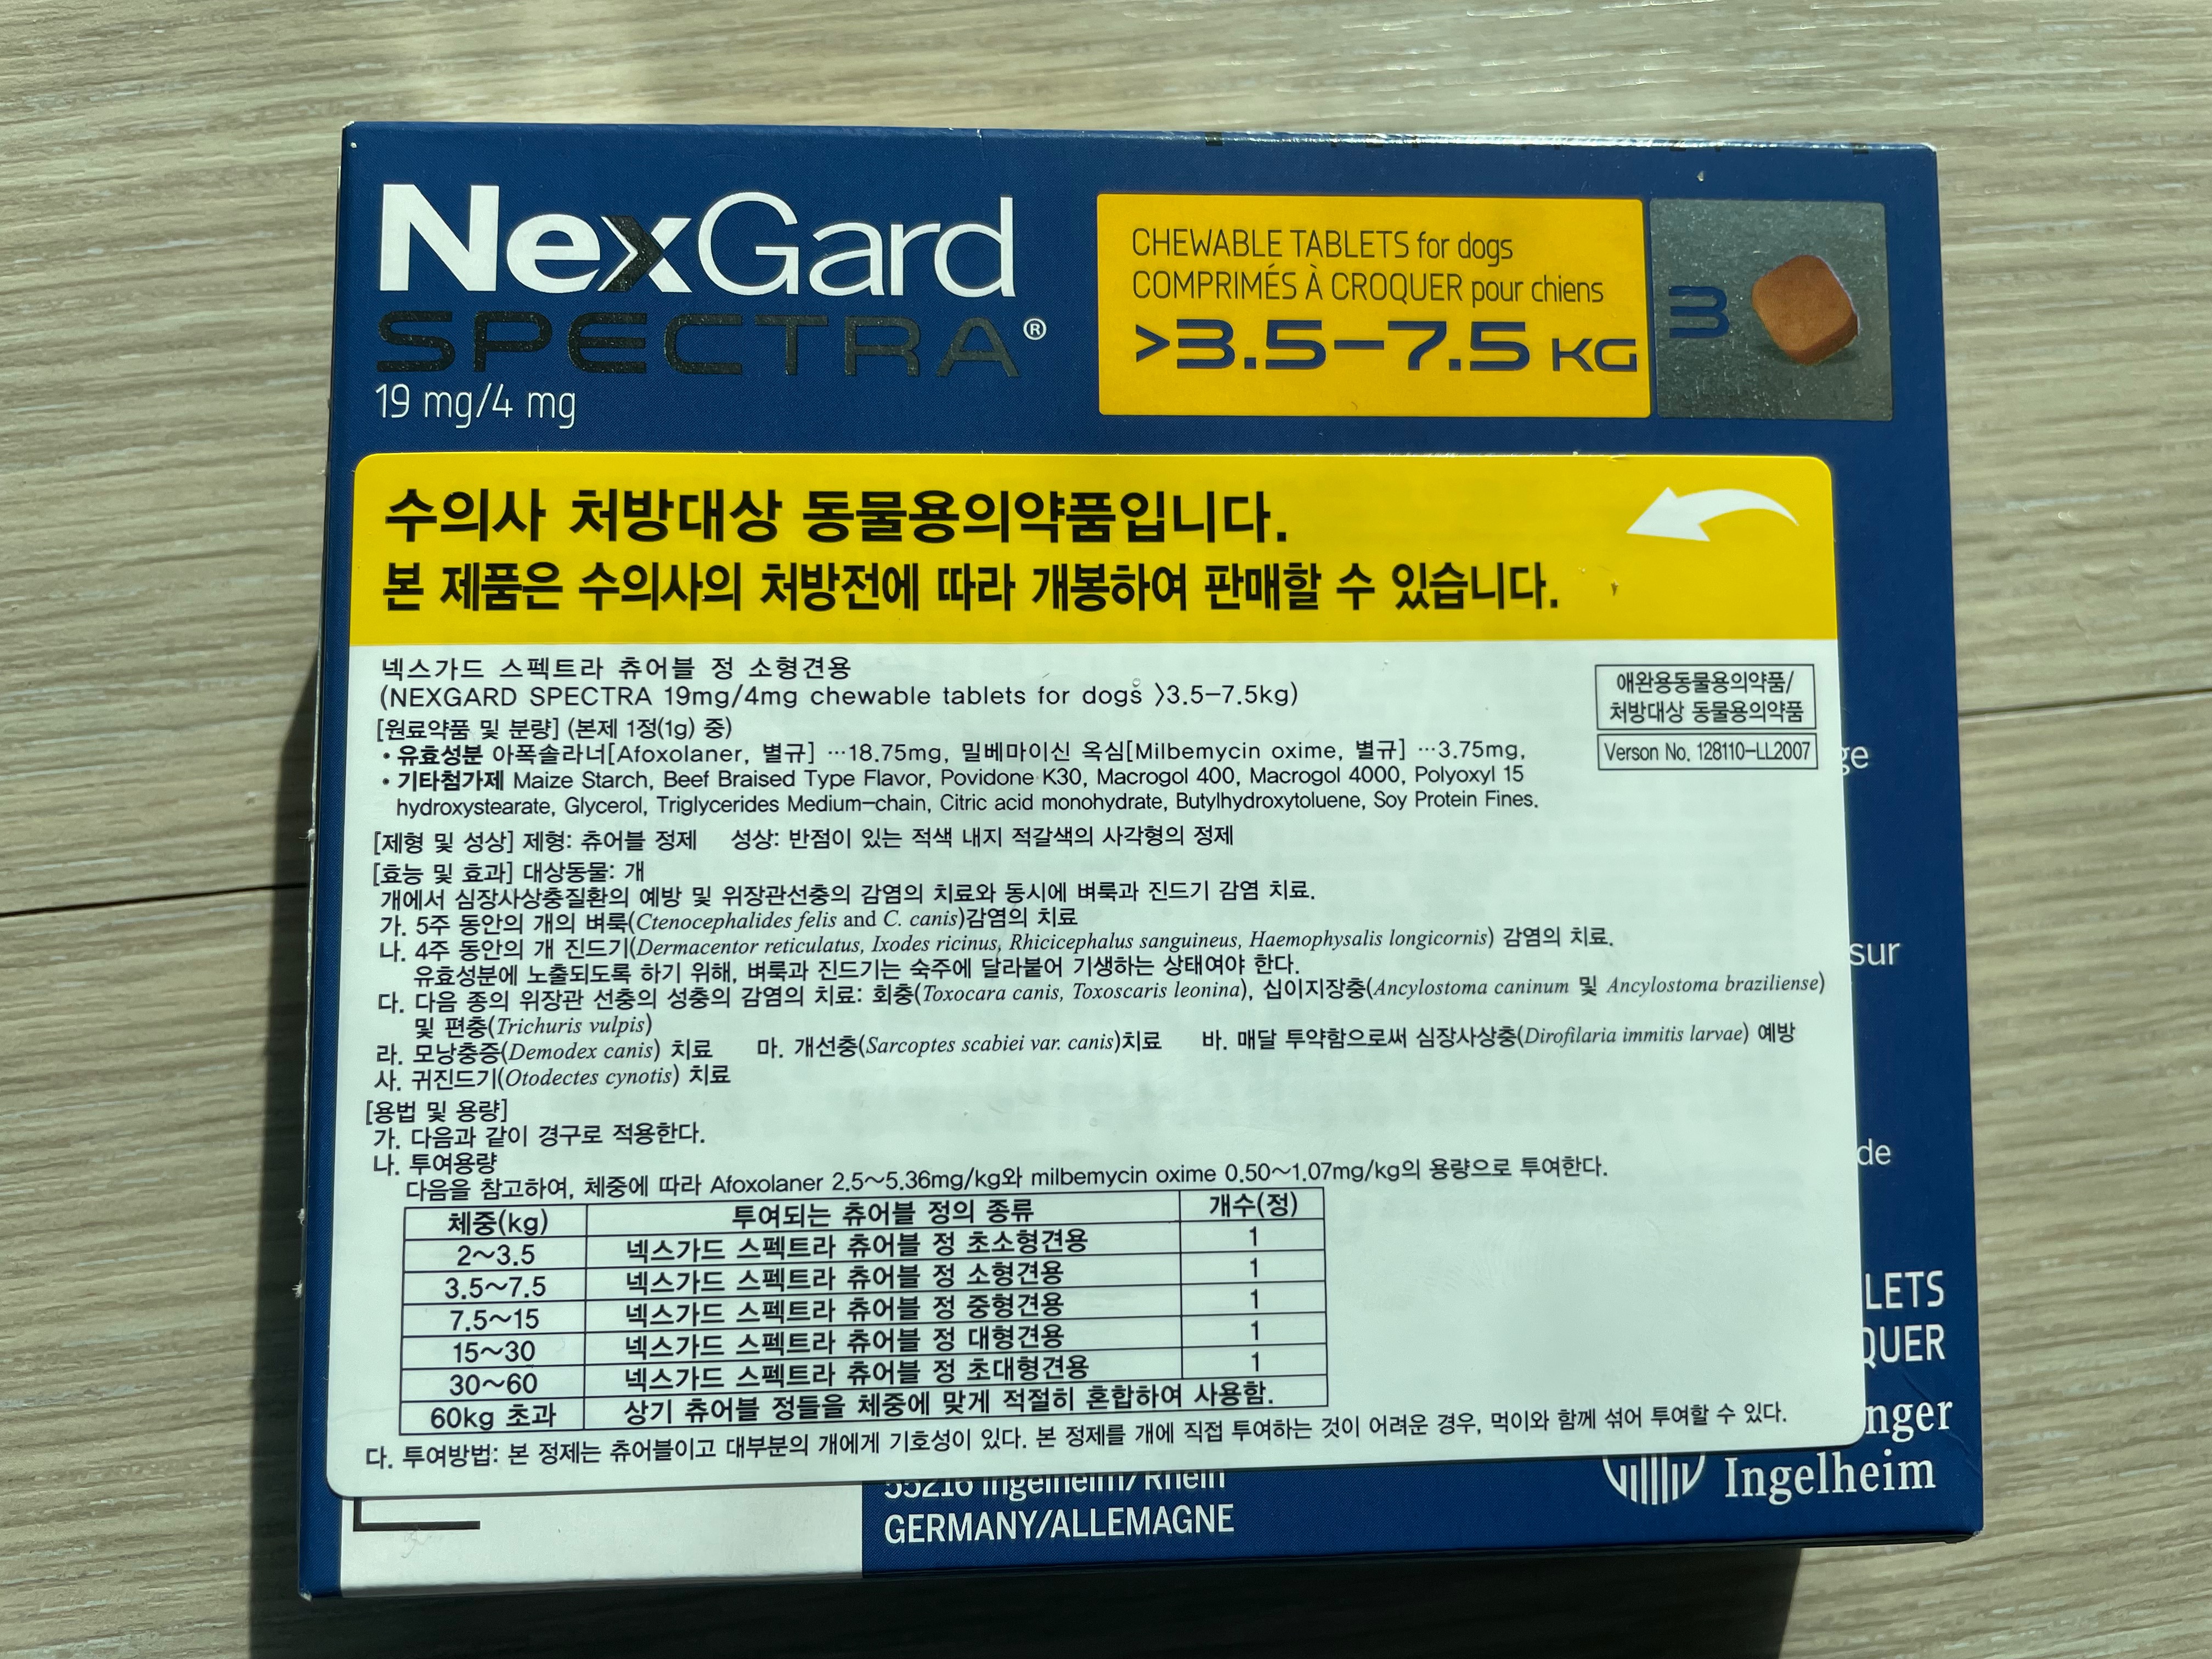 NexGard
SPECTRA®
19 mg/4 mg
CHEWABLE TABLETS for dogs
COMPRIMÉS À CROQUER pour chiens
>3.5–7.5 KG
3
수의사 처방대상 동물용의약품입니다.
본 제품은 수의사의 처방전에 따라 개봉하여 판매할 수 있습니다.
넥스가드 스펙트라 츄어블 정 소형견용
(NEXGARD SPECTRA 19mg/4mg chewable tablets for dogs >3.5-7.5kg)
애완용동물용의약품/
처방대상 동물용의약품
Verson No. 128110-LL2007
[원료약품 및 분량] (본제 1정(1g) 중)
• 유효성분 아폭솔라너[Afoxolaner, 별규] ···18.75mg, 밀베마이신 옥심[Milbemycin oxime, 별규] ···3.75mg,
• 기타첨가제 Maize Starch, Beef Braised Type Flavor, Povidone K30, Macrogol 400, Macrogol 4000, Polyoxyl 15
hydroxystearate, Glycerol, Triglycerides Medium-chain, Citric acid monohydrate, Butylhydroxytoluene, Soy Protein Fines.
[제형 및 성상] 제형: 츄어블 정제 성상: 반점이 있는 적색 내지 적갈색의 사각형의 정제
[효능 및 효과] 대상동물: 개
개에서 심장사상충질환의 예방 및 위장관선충의 감염의 치료와 동시에 벼룩과 진드기 감염 치료.
가. 5주 동안의 개의 벼룩(Ctenocephalides felis and C. canis)감염의 치료
나. 4주 동안의 개 진드기(Dermacentor reticulatus, Ixodes ricinus, Rhicicephalus sanguineus, Haemophysalis longicornis) 감염의 치료.
유효성분에 노출되도록 하기 위해, 벼룩과 진드기는 숙주에 달라붙어 기생하는 상태여야 한다.
다. 다음 종의 위장관 선충의 성충의 감염의 치료: 회충(Toxocara canis, Toxoscaris leonina), 십이지장충(Ancylostoma caninum 및 Ancylostoma braziliense)
및 편충(Trichuris vulpis)
라. 모낭충증(Demodex canis) 치료 마. 개선충(Sarcoptes scabiei var. canis)치료 바. 매달 투약함으로써 심장사상충(Dirofilaria immitis larvae) 예방
사. 귀진드기(Otodectes cynotis) 치료
[용법 및 용량]
가. 다음과 같이 경구로 적용한다.
나. 투여용량
다음을 참고하여, 체중에 따라 Afoxolaner 2.5~5.36mg/kg와 milbemycin oxime 0.50~1.07mg/kg의 용량으로 투여한다.
체중(kg) 투여되는 츄어블 정의 종류 개수(정)
2~3.5 넥스가드 스펙트라 츄어블 정 초소형견용 1
3.5~7.5 넥스가드 스펙트라 츄어블 정 소형견용 1
7.5~15 넥스가드 스펙트라 츄어블 정 중형견용 1
15~30 넥스가드 스펙트라 츄어블 정 대형견용 1
30~60 넥스가드 스펙트라 츄어블 정 초대형견용 1
60kg 초과 상기 츄어블 정들을 체중에 맞게 적절히 혼합하여 사용함.
다. 투여방법: 본 정제는 츄어블이고 대부분의 개에게 기호성이 있다. 본 정제를 개에 직접 투여하는 것이 어려운 경우, 먹이와 함께 섞어 투여할 수 있다.
ge
sur
de
LETS
QUER
nger
Ingelheim
55216 Ingelheim/Rhein
GERMANY/ALLEMAGNE